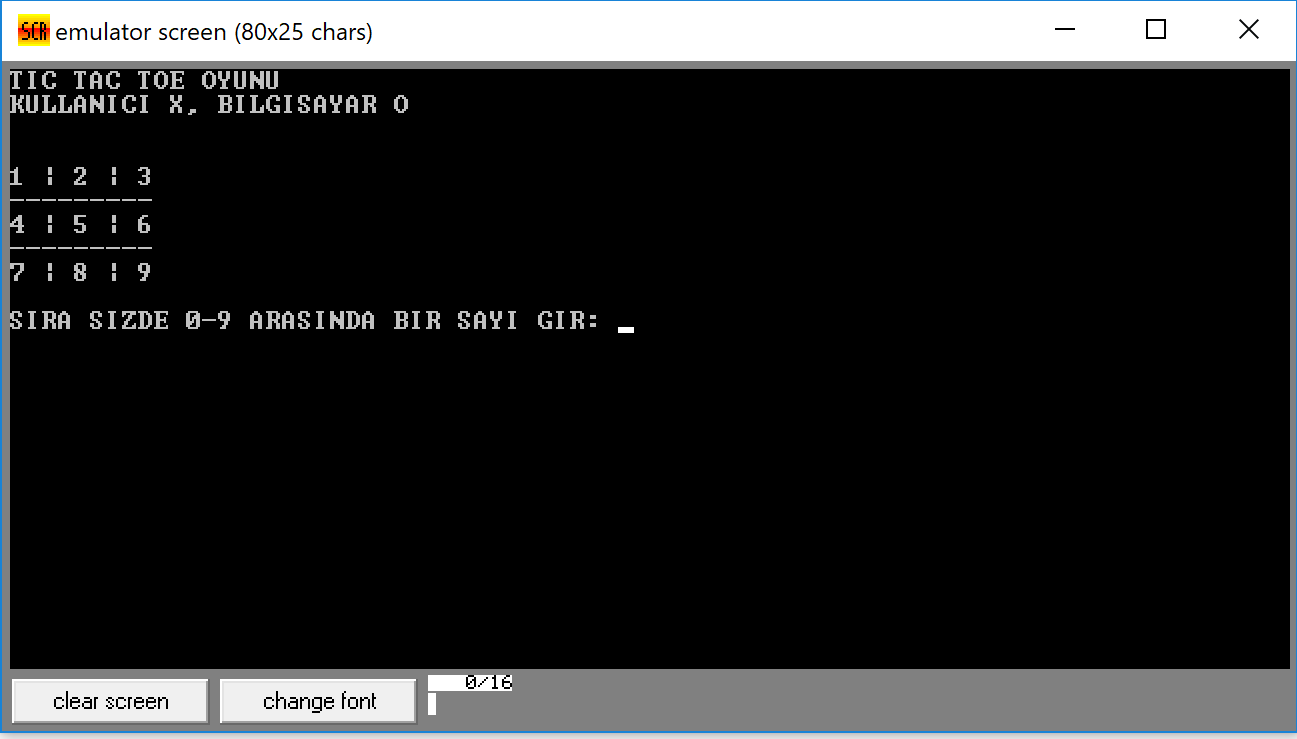 SCR emulator screen (80x25 chars)
TIC TAC TOE OYUNU
KULLANICI X, BILGISAYAR O
1 ¦ 2 ¦ 3
---------
4 ¦ 5 ¦ 6
---------
7 ¦ 8 ¦ 9
SIRA SIZDE 0-9 ARASINDA BIR SAYI GIR: _
clear screen change font 0/16